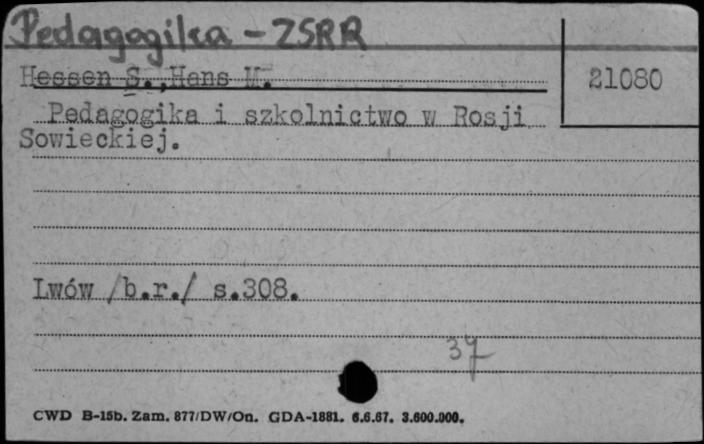 Pedagogika - ZSRR
Hessen S., Hans M.
21080
Pedagogika i szkolnictwo w Rosji
Sowieckiej.
Lwów /b.r./ s.308.
37
CWD B-15b. Zam. 877/DW/On. GDA-1881. 6.6.67. 3.600.000.